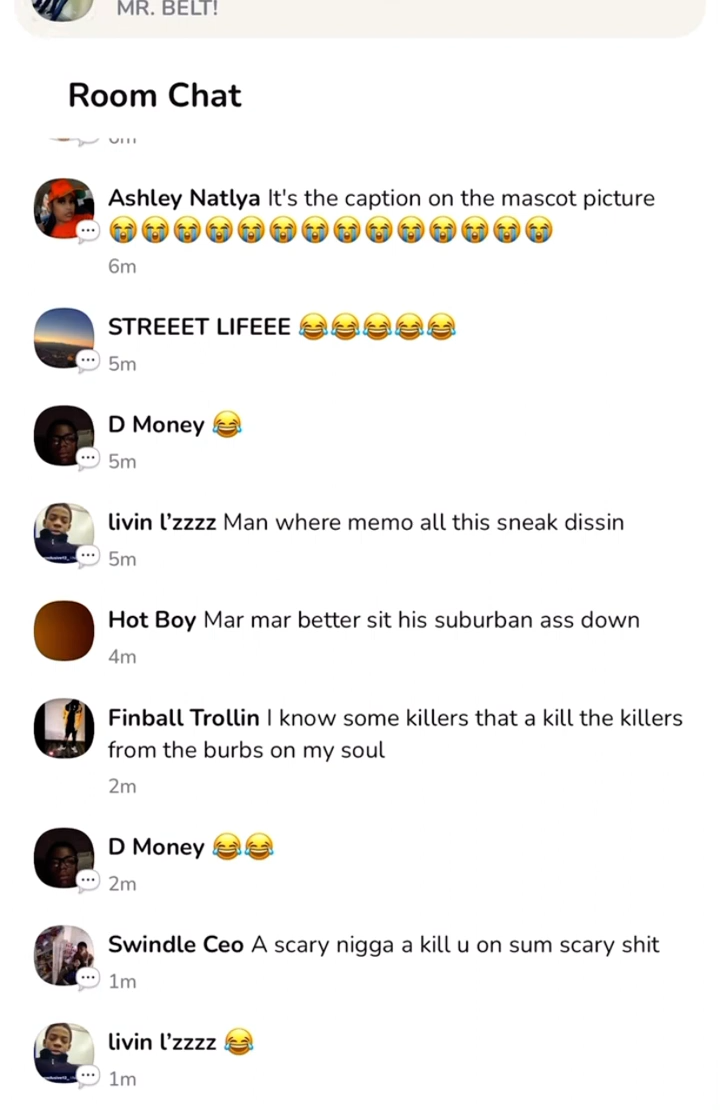 MR. BELT!
Room Chat
Ashley Natlya It's the caption on the mascot picture
😭😭😭😭😭😭😭😭😭😭😭😭😭😭
6m
STREEET LIFEEE 😂😂😂😂😂
5m
D Money 😂
5m
livin l'zzzz Man where memo all this sneak dissin
5m
Hot Boy Mar mar better sit his suburban ass down
4m
Finball Trollin I know some killers that a kill the killers
from the burbs on my soul
2m
D Money 😂😂
2m
Swindle Ceo A scary nigga a kill u on sum scary shit
1m
livin l'zzzz 😂
1m